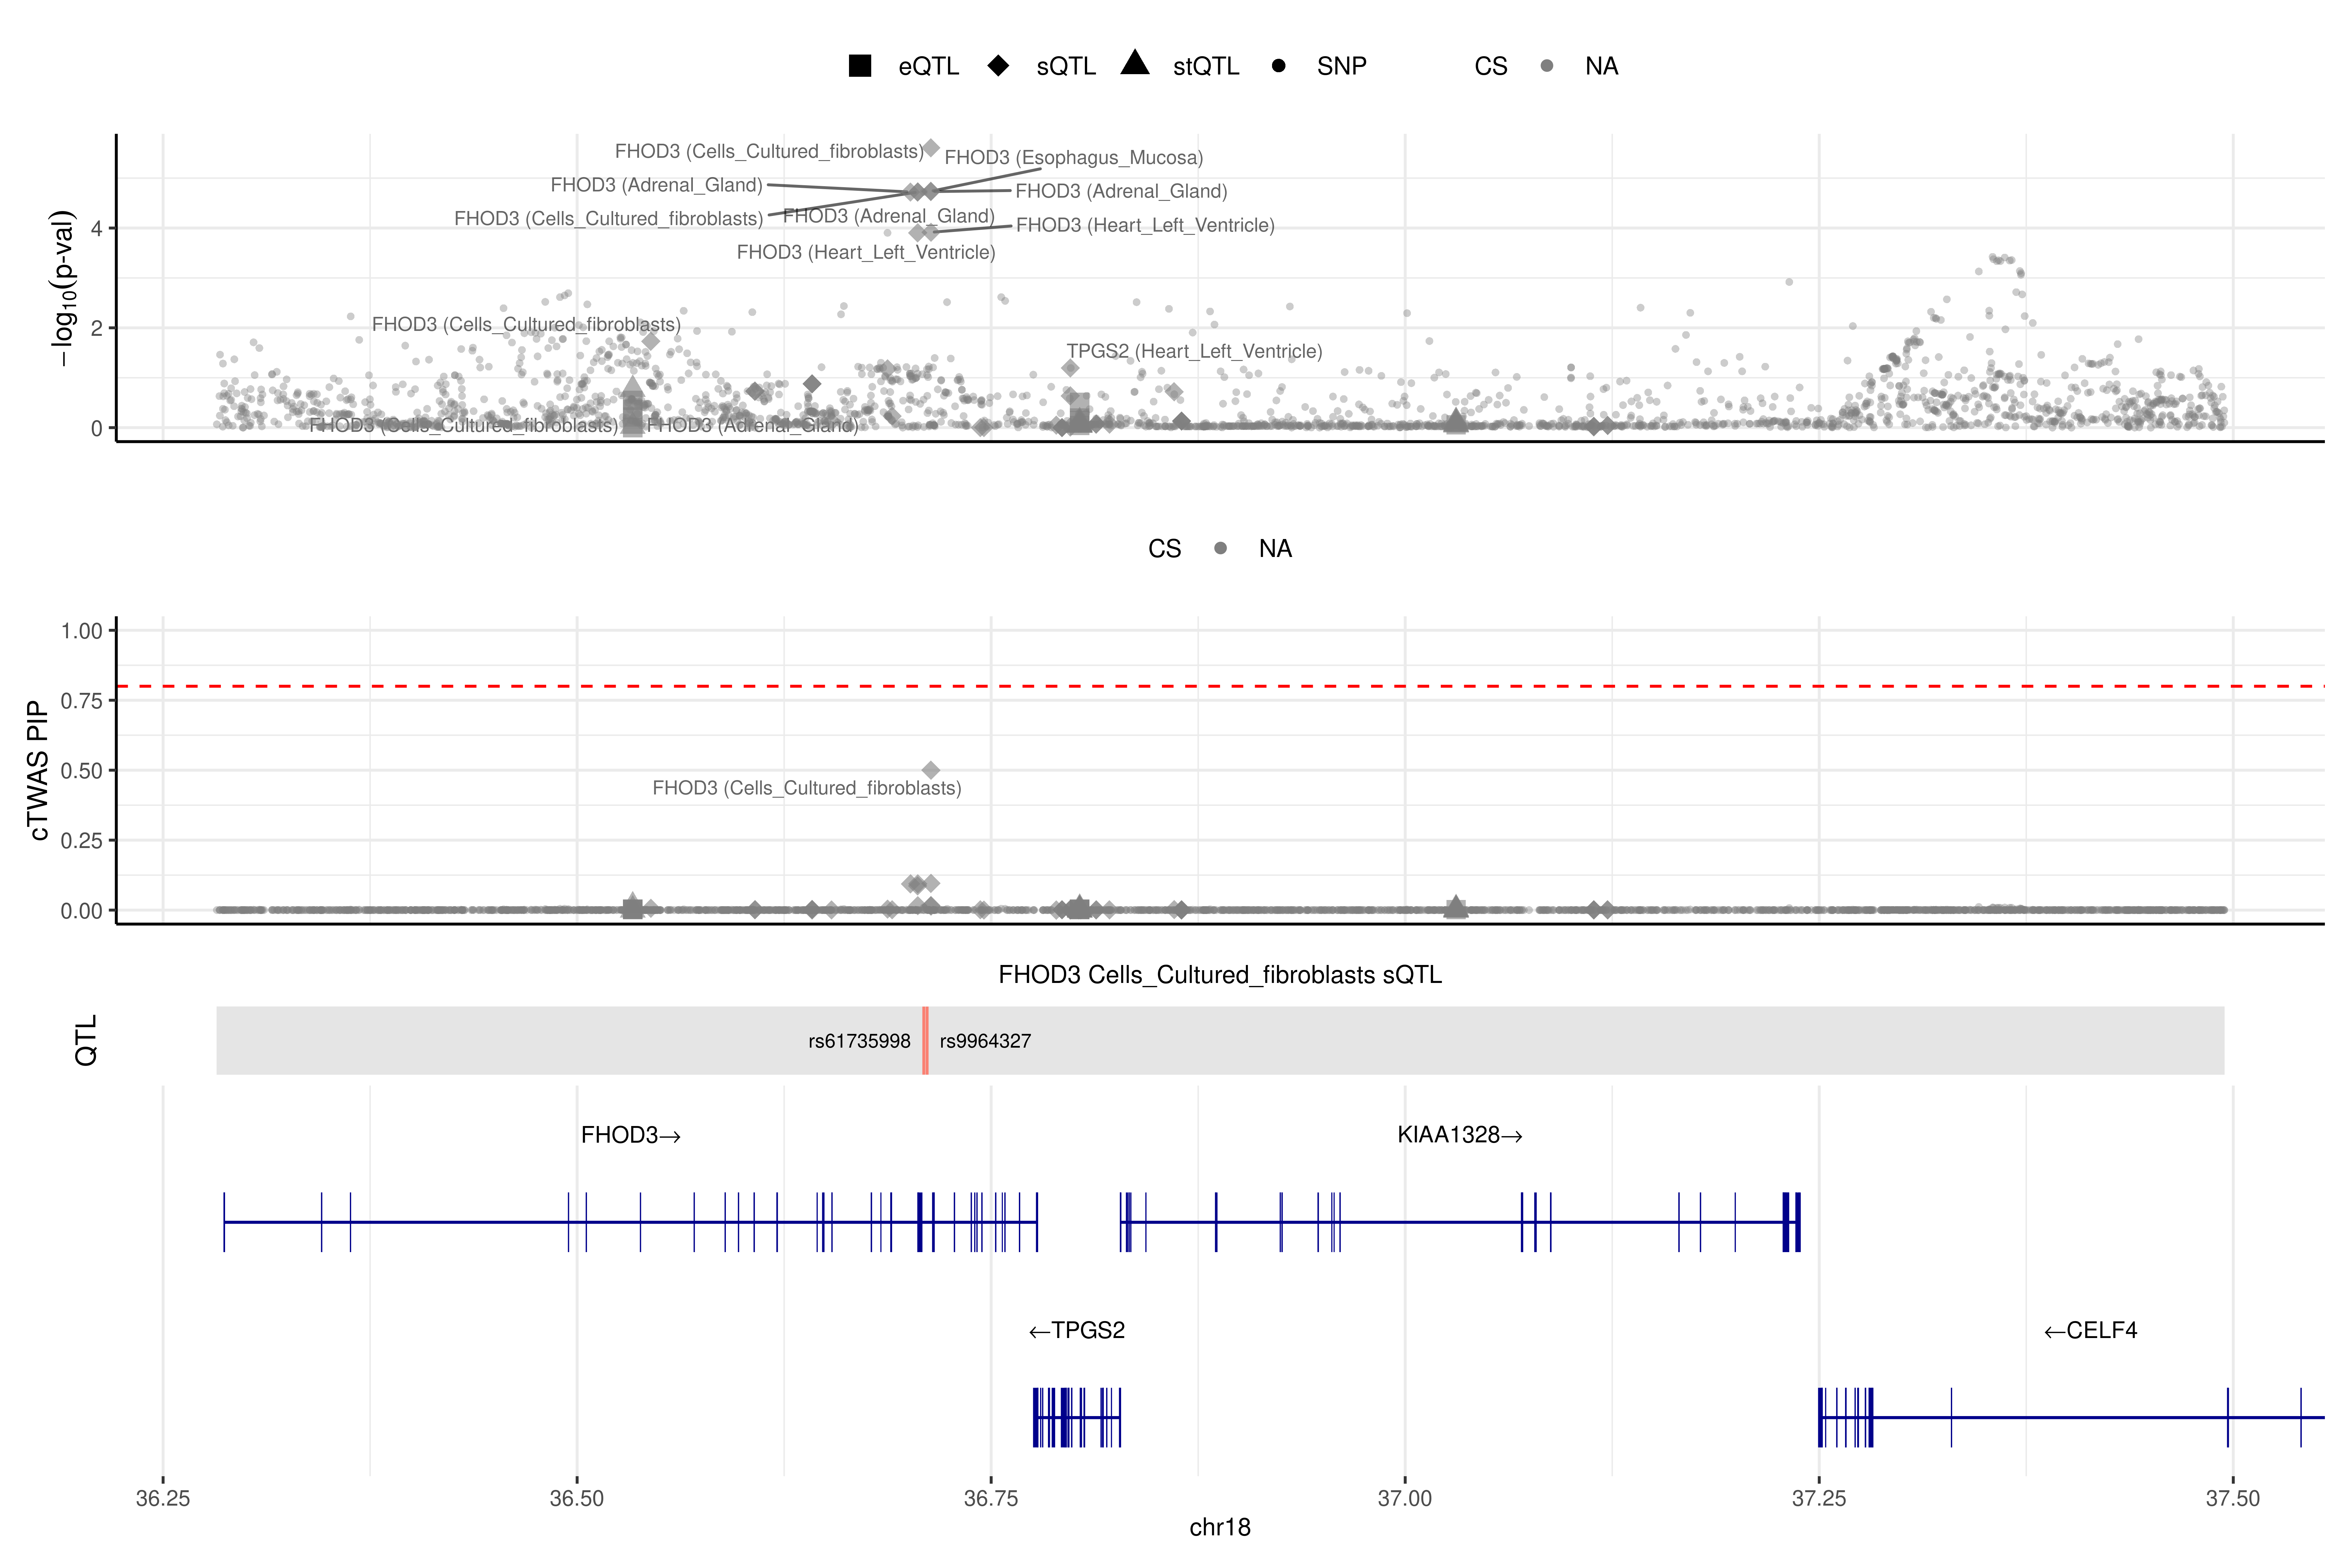 eQTL sQTL stQTL SNP CS NA
−log10(p-val)
4
2
0
FHOD3 (Cells_Cultured_fibroblasts)
FHOD3 (Esophagus_Mucosa)
FHOD3 (Adrenal_Gland)
FHOD3 (Adrenal_Gland)
FHOD3 (Cells_Cultured_fibroblasts)
FHOD3 (Adrenal_Gland)
FHOD3 (Heart_Left_Ventricle)
FHOD3 (Heart_Left_Ventricle)
FHOD3 (Cells_Cultured_fibroblasts)
TPGS2 (Heart_Left_Ventricle)
FHOD3 (Cells_Cultured_fibroblasts)
FHOD3 (Adrenal_Gland)
CS NA
cTWAS PIP
1.00
0.75
0.50
0.25
0.00
FHOD3 (Cells_Cultured_fibroblasts)
FHOD3 Cells_Cultured_fibroblasts sQTL
QTL
rs61735998 rs9964327
FHOD3→ KIAA1328→
←TPGS2 ←CELF4
36.25 36.50 36.75 37.00 37.25 37.50
chr18